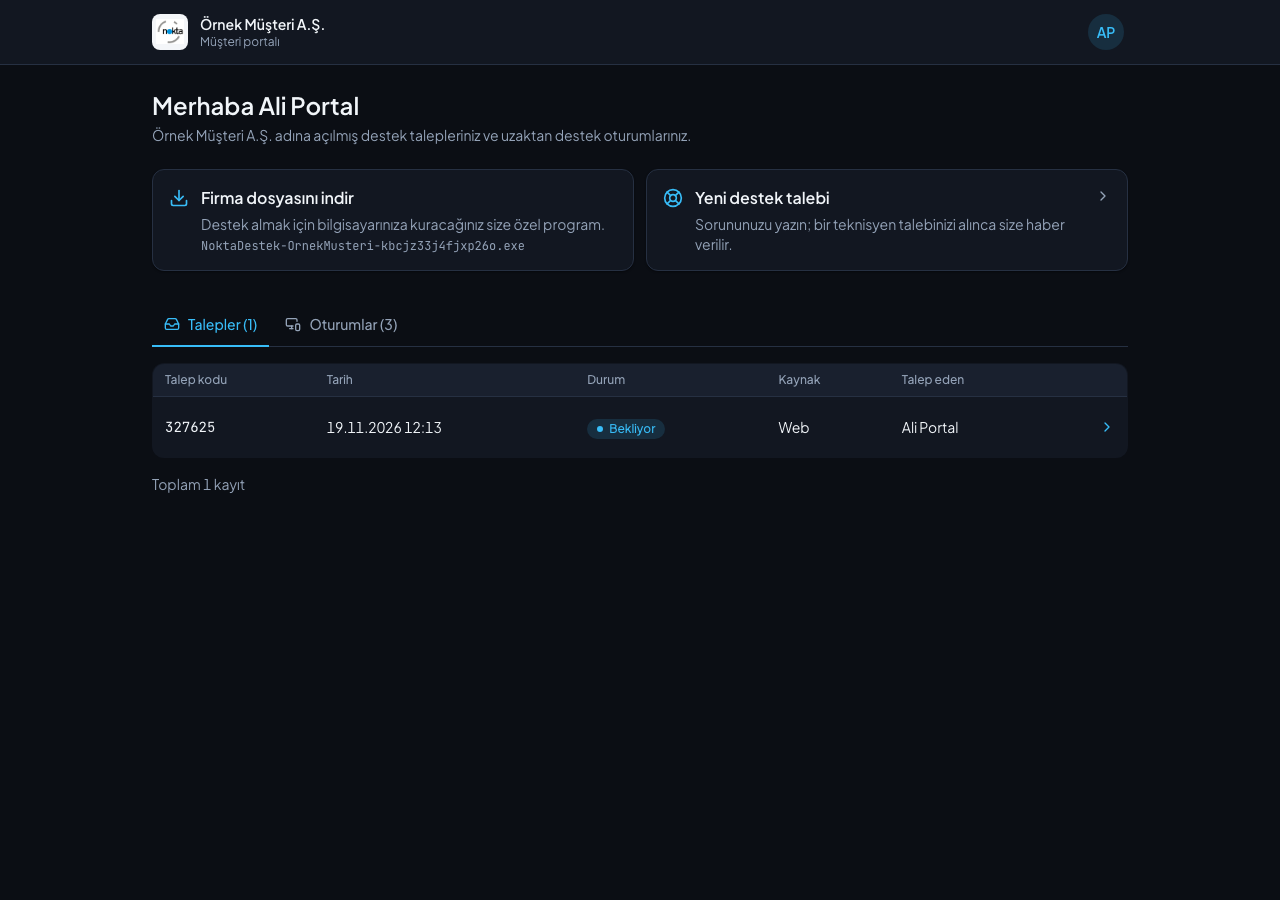 nokta
Örnek Müşteri A.Ş.
Müşteri portalı
AP
Merhaba Ali Portal
Örnek Müşteri A.Ş. adına açılmış destek talepleriniz ve uzaktan destek oturumlarınız.
Firma dosyasını indir
Destek almak için bilgisayarınıza kuracağınız size özel program.
NoktaDestek-OrnekMusteri-kbcjz33j4fjxp26o.exe
Yeni destek talebi
Sorununuzu yazın; bir teknisyen talebinizi alınca size haber
verilir.
Talepler (1)
Oturumlar (3)
Talep kodu Tarih Durum Kaynak Talep eden
327625 19.11.2026 12:13 Bekliyor Web Ali Portal
Toplam 1 kayıt